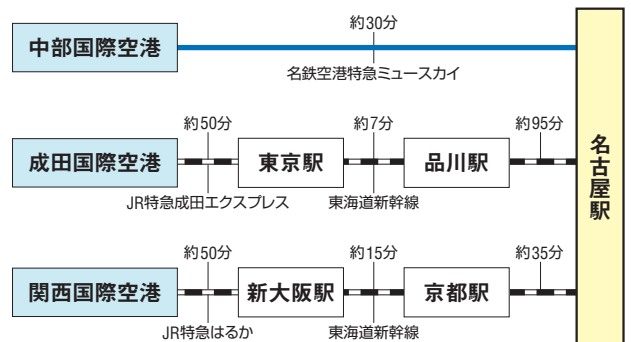 約30分
中部国際空港
名鉄空港特急ミュースカイ
約50分
約7分
約95分
成田国際空港
東京駅
品川駅
JR特急成田エクスプレス
東海道新幹線
約50分
約15分
約35分
関西国際空港
新大阪駅
京都駅
JR特急はるか
東海道新幹線
名古屋駅